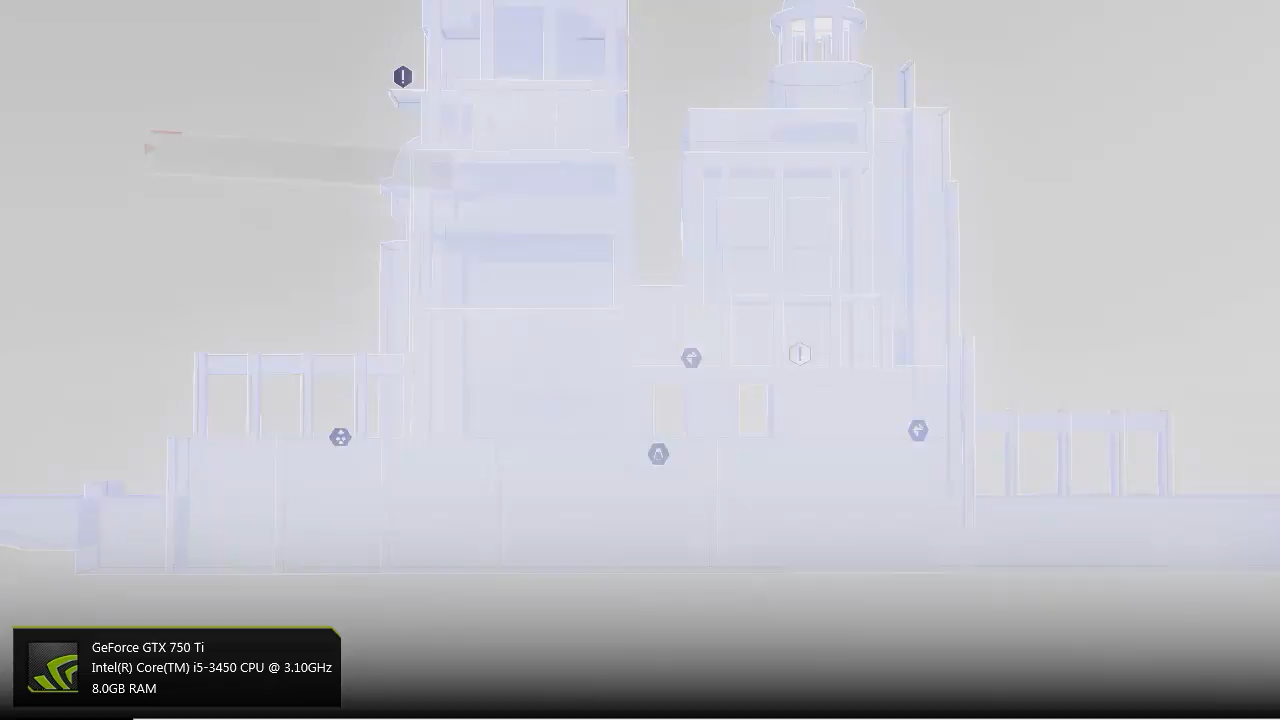 GeForce GTX 750 Ti
Intel(R) Core(TM) i5-3450 CPU @ 3.10GHz
8.0GB RAM